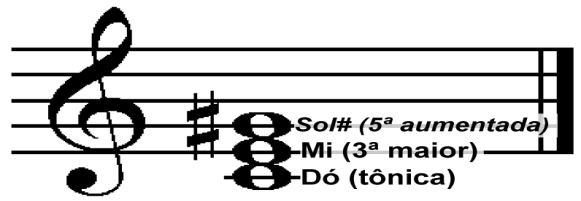 Sol# (5ª aumentada)
Mi (3ª maior)
Dó (tônica)